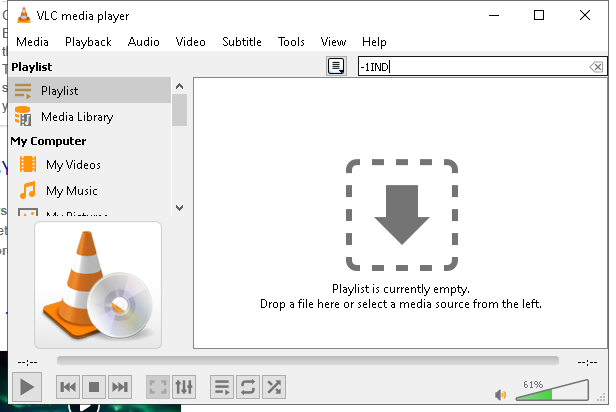 VLC media player
Media Playback Audio Video Subtitle Tools View Help
Playlist
-1IND
Playlist
Media Library
My Computer
My Videos
My Music
My Pictures
Playlist is currently empty.
Drop a file here or select a media source from the left.
--:-- --:--
61%